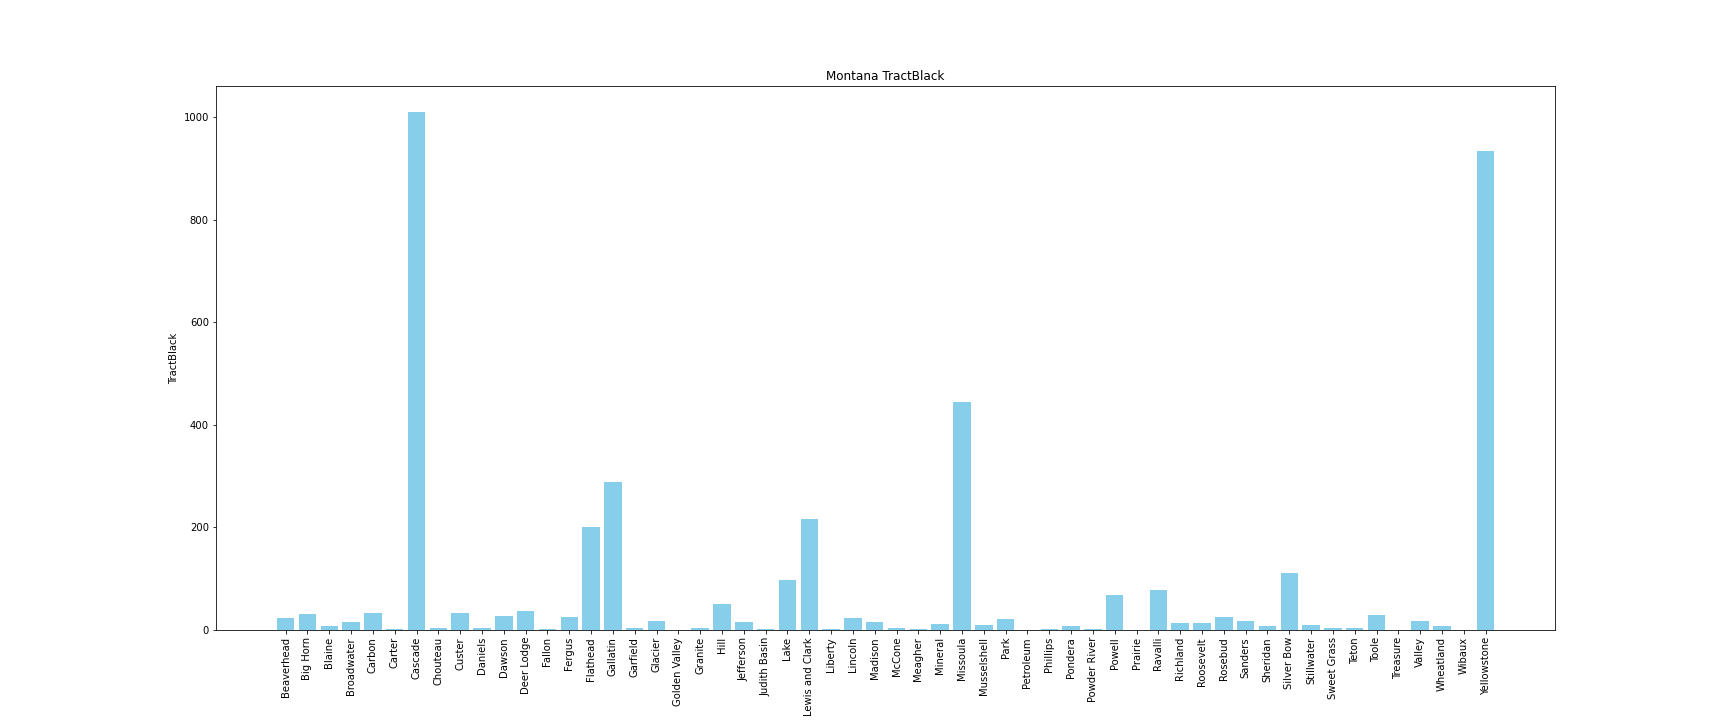 Montana TractBlack
1000
800
600
400
200
0
TractBlack
Beaverhead
Big Horn
Blaine
Broadwater
Carbon
Carter
Cascade
Chouteau
Custer
Daniels
Dawson
Deer Lodge
Fallon
Fergus
Flathead
Gallatin
Garfield
Glacier
Golden Valley
Granite
Hill
Jefferson
Judith Basin
Lake
Lewis and Clark
Liberty
Lincoln
Madison
McCone
Meagher
Mineral
Missoula
Musselshell
Park
Petroleum
Phillips
Pondera
Powder River
Powell
Prairie
Ravalli
Richland
Roosevelt
Rosebud
Sanders
Sheridan
Silver Bow
Stillwater
Sweet Grass
Teton
Toole
Treasure
Valley
Wheatland
Wibaux
Yellowstone